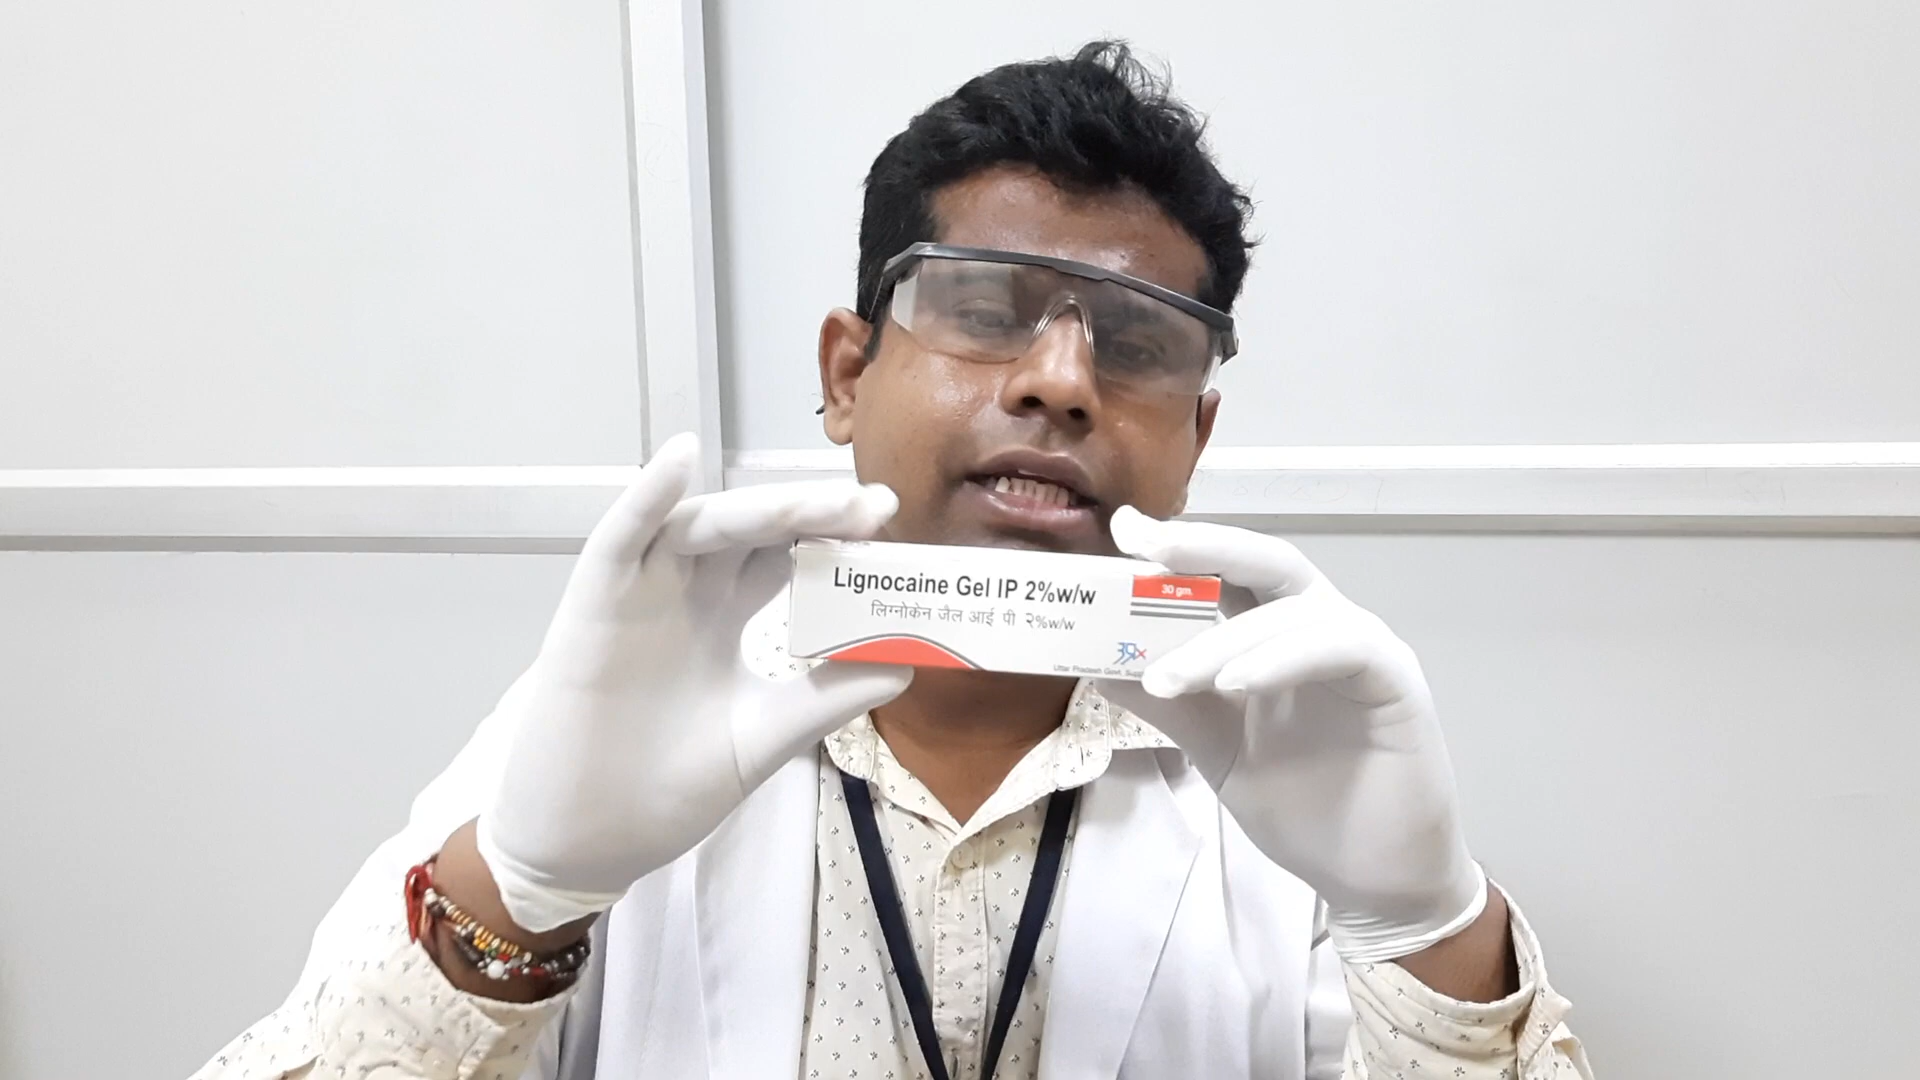 Lignocaine Gel IP 2%w/w
लिग्नोकेन जैल आई पी २%w/w
30 gm.
Uttar Pradesh Govt.